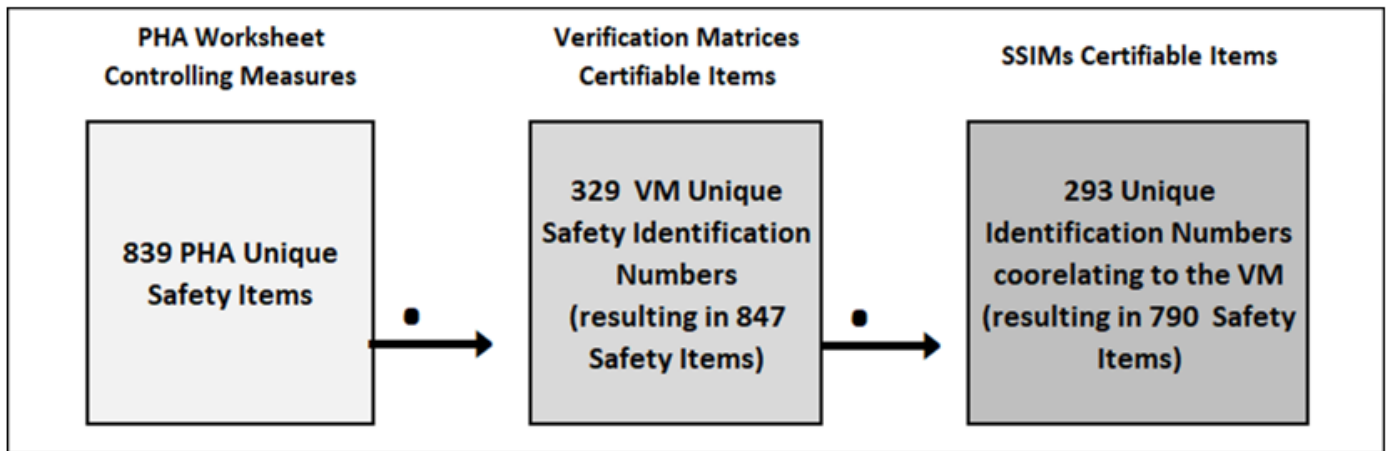 PHA Worksheet
Controlling Measures
Verification Matrices
Certifiable Items
SSIMs Certifiable Items
839 PHA Unique
Safety Items
329 VM Unique
Safety Identification
Numbers
(resulting in 847
Safety Items)
293 Unique
Identification Numbers
coorelating to the VM
(resulting in 790 Safety
Items)